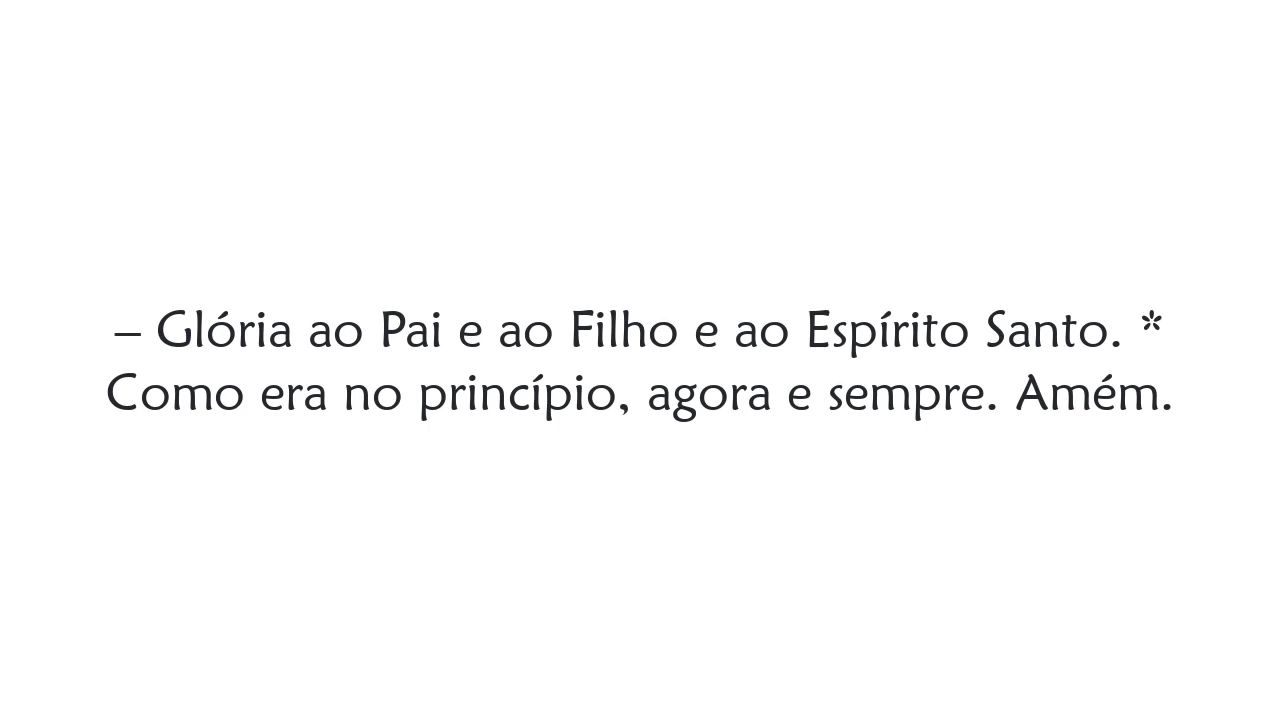 – Glória ao Pai e ao Filho e ao Espírito Santo. *
Como era no princípio, agora e sempre. Amém.